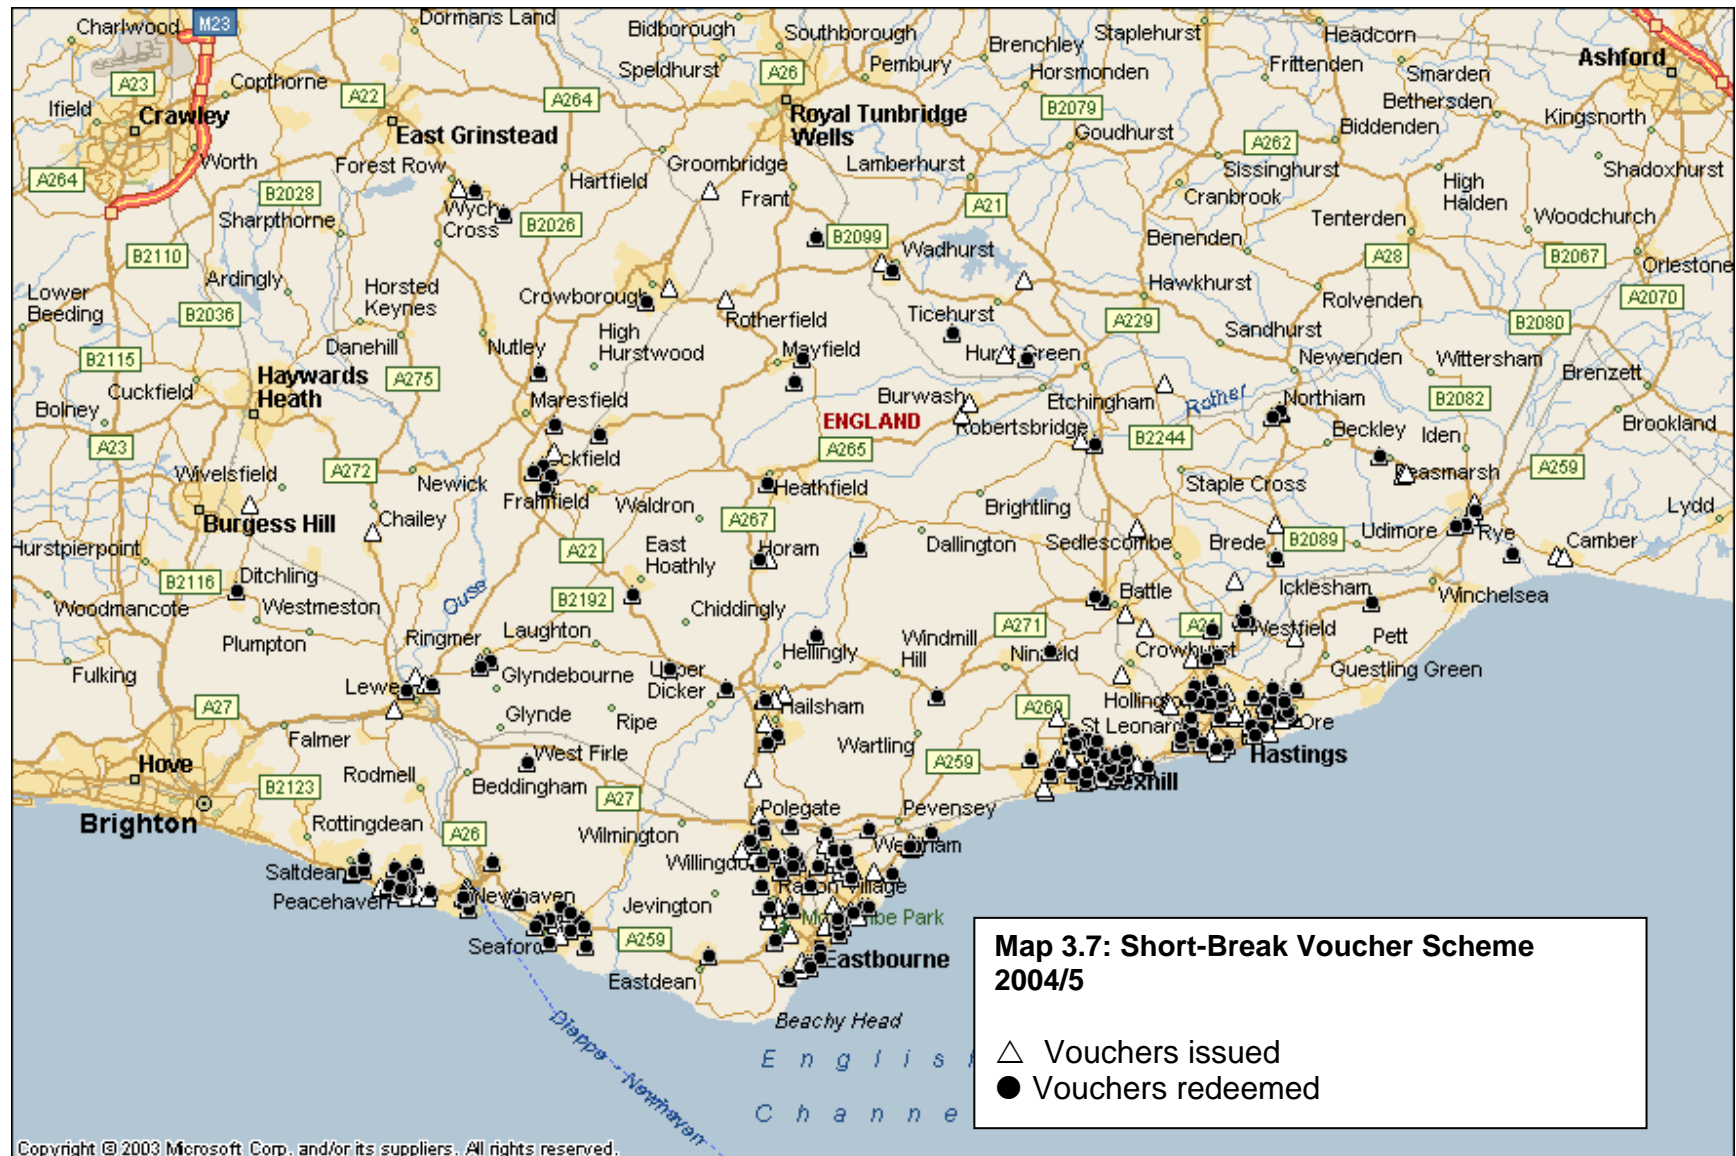 Charlwood
M23
Dormans Land
Bidborough
Southborough
Staplehurst
Headcorn
Brenchley
Ashford
Speldhurst
A26
Pembury
Horsmonden
Frittenden
Smarden
A23
Copthorne
A22
A264
B2079
Bethersden
Kingsnorth
Ifield
Crawley
East Grinstead
Royal Tunbridge
Wells
Goudhurst
A262
Biddenden
Worth
Forest Row
Groombridge
Lamberhurst
Sissinghurst
Shadoxhurst
A264
B2028
Hartfield
Frant
A21
Cranbrook
High
Halden
Sharpthorne
Wych
Cross
B2026
Tenterden
Woodchurch
B2110
B2099
Wadhurst
Benenden
A28
B2067
Orlestone
Ardingly
Lower
Beeding
Horsted
Keynes
Crowborough
Hawkhurst
Rolvenden
A2070
B2036
Rotherfield
Ticehurst
A229
Sandhurst
B2080
High
Hurstwood
Danehill
Nutley
Mayfield
Hurst Green
Newenden
Wittersham
B2115
Cuckfield
Haywards
Heath
A275
Brenzett
Bolney
Maresfield
Burwash
Etchingham
Rother
Northiam
B2082
ENGLAND
Robertsbridge
B2244
Beckley
Iden
Brookland
A23
A265
Wivelsfield
A272
Newick
Framfield
Heathfield
Staple Cross
A259
Waldron
Brightling
Burgess Hill
Chailey
A267
Lydd
Hurstpierpoint
A22
East
Hoathly
Horam
Dallington
Sedlescombe
Brede
B2089
Udimore
Rye
Camber
B2116
Ditchling
Ouse
B2192
Battle
Icklesham
Winchelsea
Woodmancote
Westmeston
Chiddingly
Plumpton
Ringmer
Laughton
Windmill
Hill
A271
Westfield
Pett
Fulking
Glyndebourne
Upper
Dicker
Hellingly
Crowhurst
Guestling Green
A27
Glynde
Ripe
Hailsham
A269
Falmer
Wartling
Ore
Hove
West Firle
A259
Hastings
Rodmell
Beddingham
B2123
A27
Bexhill
Polegate
Pevensey
Brighton
Rottingdean
A26
Wilmington
Saltdean
Willingdon
Peacehaven
Newhaven
Jevington
Seaford
A259
Eastdean
Eastbourne
Beachy Head
Dieppe - Newhaven
Map 3.7: Short-Break Voucher Scheme
2004/5
Vouchers issued
Vouchers redeemed
Copyright © 2003 Microsoft Corp. and/or its suppliers. All rights reserved.